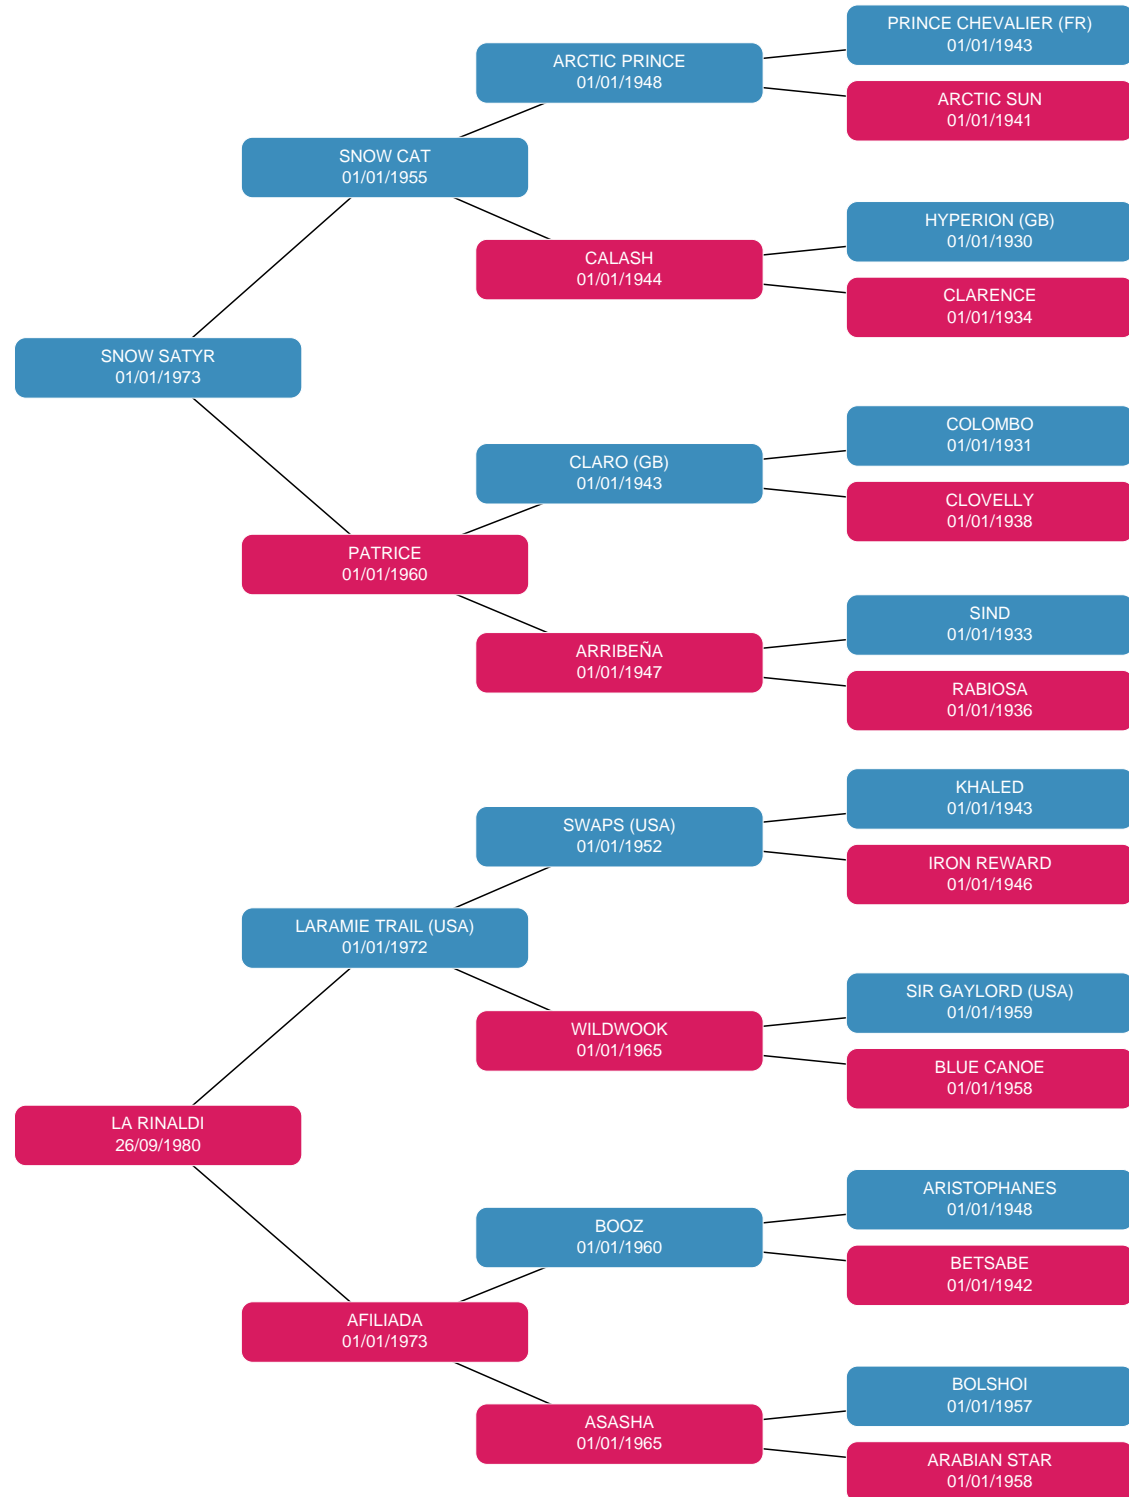 PRINCE CHEVALIER (FR)
01/01/1943
ARCTIC PRINCE
01/01/1948
ARCTIC SUN
01/01/1941
SNOW CAT
01/01/1955
HYPERION (GB)
01/01/1930
CALASH
01/01/1944
CLARENCE
01/01/1934
SNOW SATYR
01/01/1973
COLOMBO
01/01/1931
CLARO (GB)
01/01/1943
CLOVELLY
01/01/1938
PATRICE
01/01/1960
SIND
01/01/1933
ARRIBEÑA
01/01/1947
RABIOSA
01/01/1936
KHALED
01/01/1943
SWAPS (USA)
01/01/1952
IRON REWARD
01/01/1946
LARAMIE TRAIL (USA)
01/01/1972
SIR GAYLORD (USA)
01/01/1959
WILDWOOK
01/01/1965
BLUE CANOE
01/01/1958
LA RINALDI
26/09/1980
ARISTOPHANES
01/01/1948
BOOZ
01/01/1960
BETSABE
01/01/1942
AFILIADA
01/01/1973
BOLSHOI
01/01/1957
ASASHA
01/01/1965
ARABIAN STAR
01/01/1958